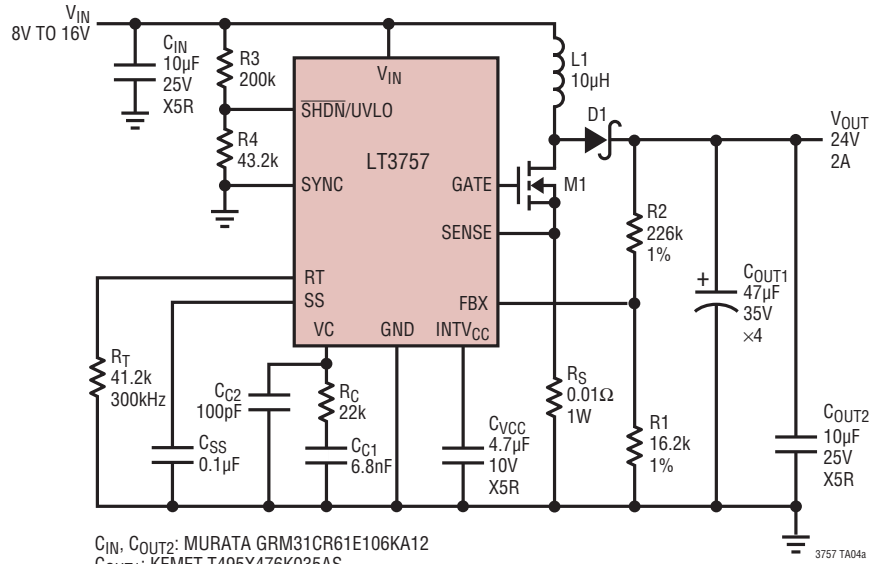 VIN
8V TO 16V
CIN
10µF
25V
X5R
R3
200k
R4
43.2k
VIN
SHDN/UVLO
LT3757
SYNC
GATE
SENSE
RT
SS
FBX
VC
GND
INTVCC
L1
10µH
D1
M1
VOUT
24V
2A
R2
226k
1%
+
COUT1
47µF
35V
×4
RT
41.2k
300kHz
CSS
0.1µF
CC2
100pF
RC
22k
CC1
6.8nF
CVCC
4.7µF
10V
X5R
RS
0.01Ω
1W
R1
16.2k
1%
COUT2
10µF
25V
X5R
CIN, COUT2: MURATA GRM31CR61E106KA12
COUT1: KEMET T495X476K035AS
3757 TA04a